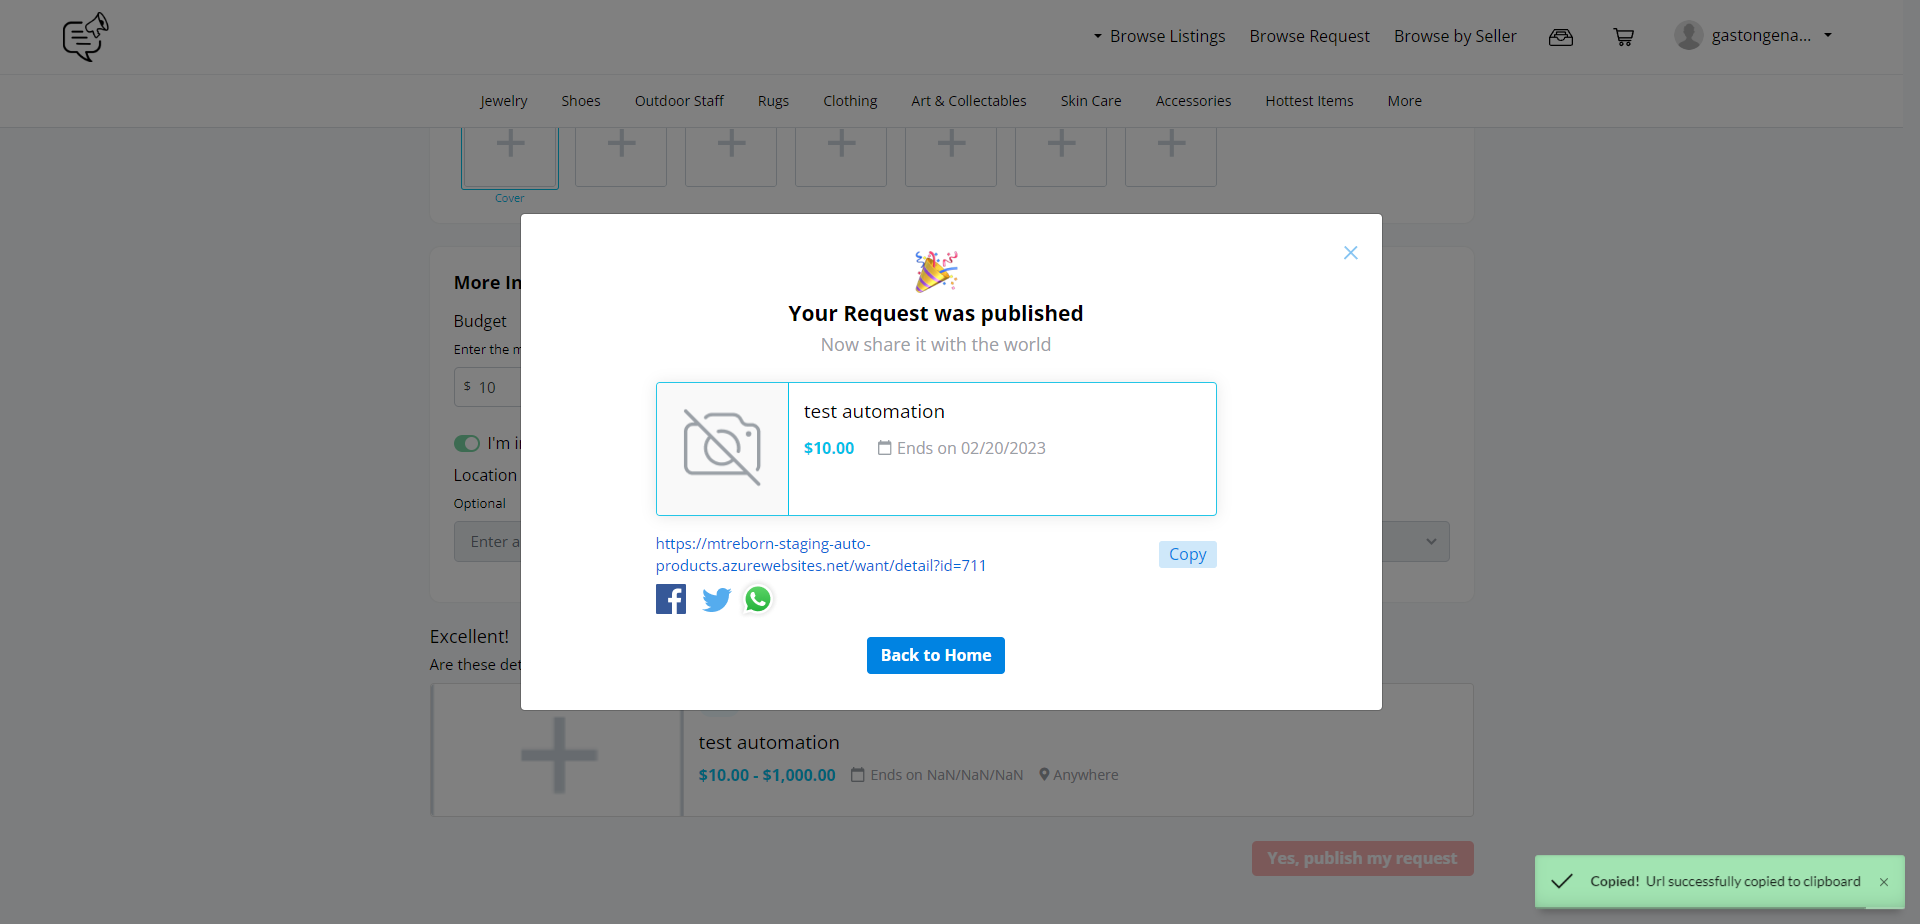 Browse Listings Browse Request Browse by Seller gastongena...
Jewelry Shoes Outdoor Staff Rugs Clothing Art & Collectables Skin Care Accessories Hottest Items More
Cover
Your Request was published
Now share it with the world
test automation
$10.00 Ends on 02/20/2023
https://mtreborn-staging-auto-
products.azurewebsites.net/want/detail?id=711
Copy
Back to Home
More In
Budget
Enter the m
$ 10
I'm i
Location
Optional
Enter a
Excellent!
Are these det
test automation
$10.00 - $1,000.00 Ends on NaN/NaN/NaN Anywhere
Yes, publish my request
Copied! Url successfully copied to clipboard